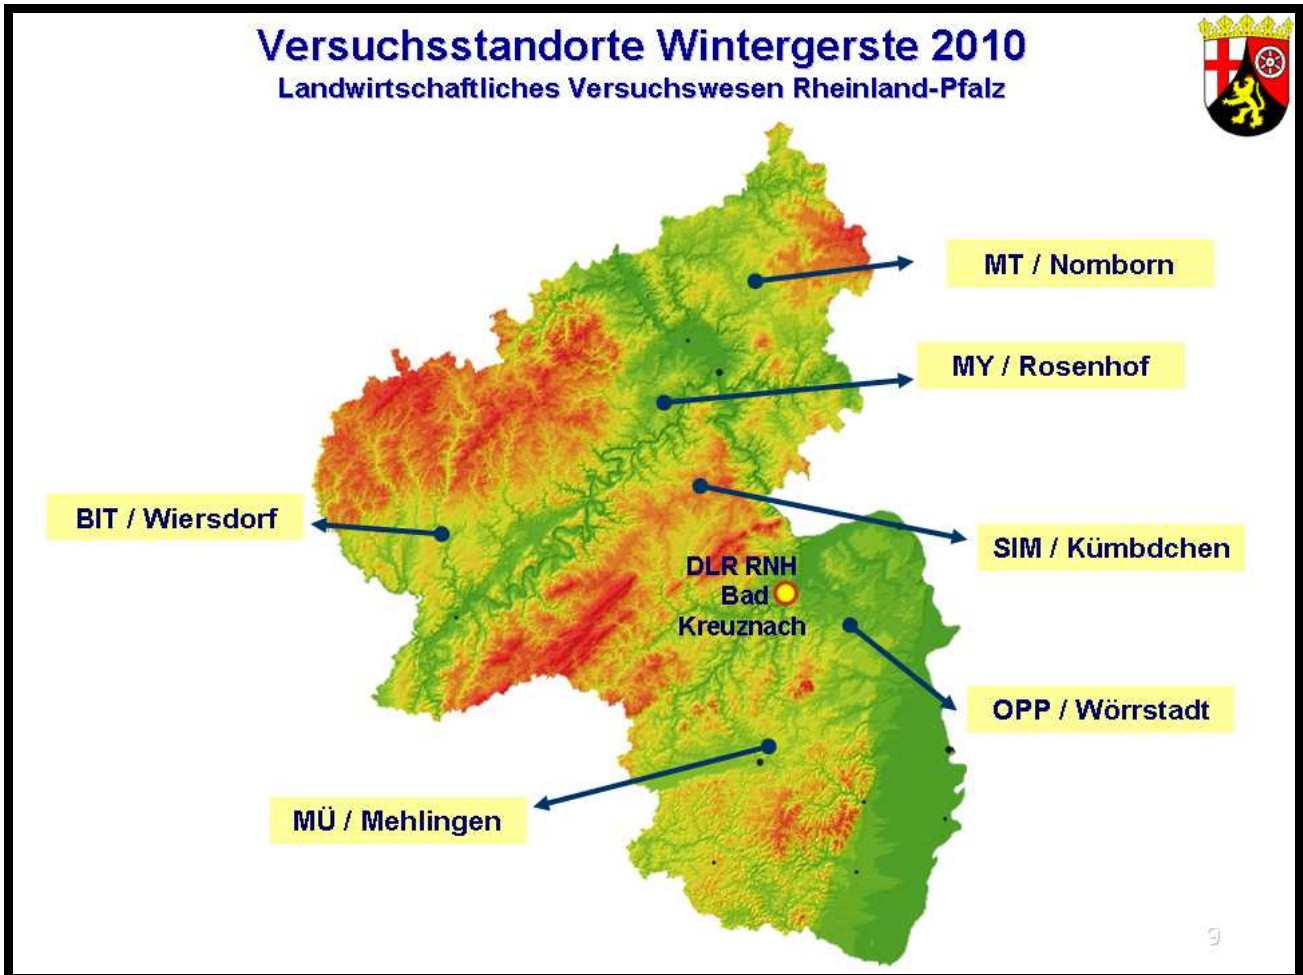 Versuchsstandorte Wintergerste 2010
Landwirtschaftliches Versuchswesen Rheinland-Pfalz
MT / Nomborn
MY / Rosenhof
BIT / Wiersdorf
SIM / Kümbdchen
DLR RNH
Bad
Kreuznach
OPP / Wörrstadt
MÜ / Mehlingen
9